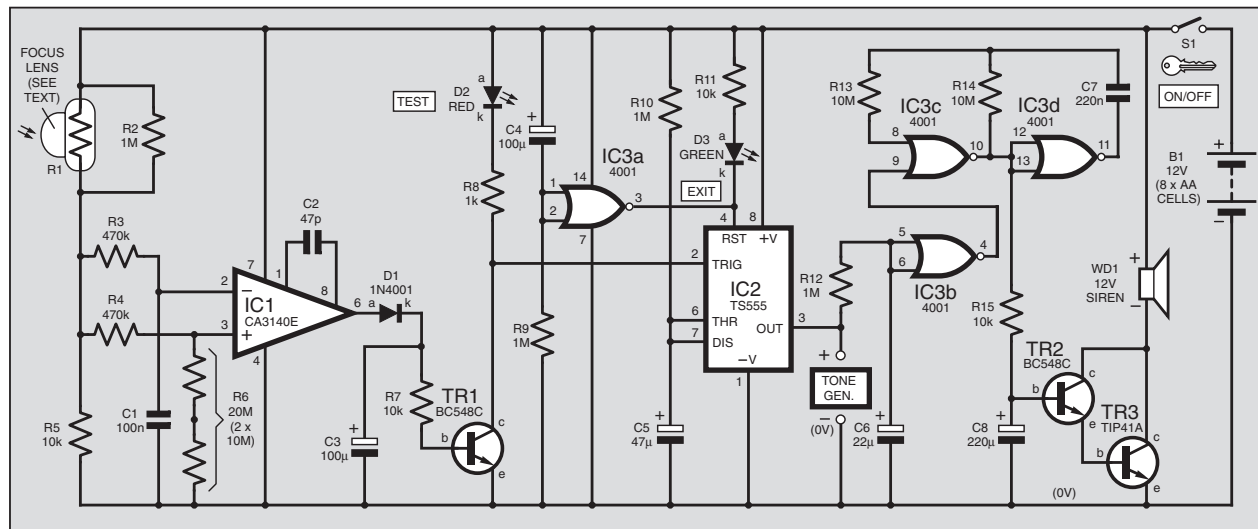 FOCUS
LENS
(SEE
TEXT)
R1
R2
1M
R3
470k
R4
470k
R5
10k
C1
100n
R6
20M
(2 x
10M)
2
3
7
4
1
8
6
−
+
IC1
CA3140E
C2
47p
D1
1N4001
a
k
R7
10k
+
C3
100µ
TR1
BC548C
b
c
e
TEST
a
D2
RED
k
R8
1k
+
C4
100µ
R9
1M
IC3a
4001
1
2
14
7
3
R10
1M
R11
10k
a
D3
GREEN
k
EXIT
4
8
RST
+V
2
TRIG
IC2
TS555
6
THR
7
DIS
OUT
3
−V
1
+
C5
47µ
R12
1M
+
TONE
GEN.
−
(0V)
+
C6
22µ
5
6
4
IC3b
4001
R13
10M
IC3c
4001
8
9
10
R14
10M
IC3d
4001
12
13
11
C7
220n
R15
10k
+
C8
220µ
TR2
BC548C
b
c
e
TR3
TIP41A
b
c
e
(0V)
+
WD1
12V
SIREN
−
S1
ON/OFF
+
B1
12V
(8 x AA
CELLS)
−